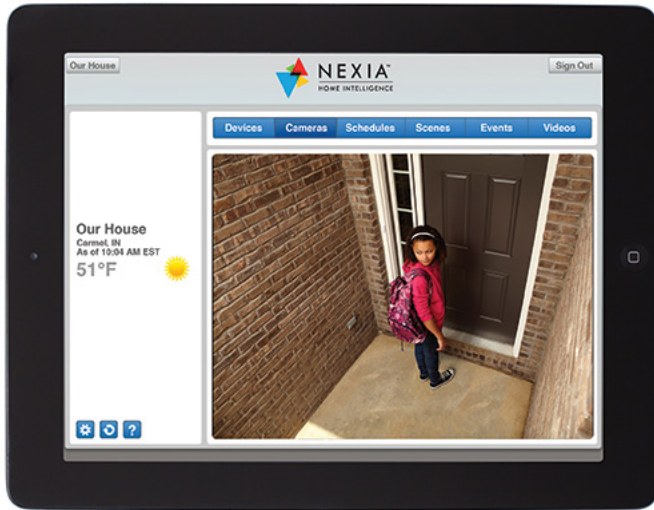 Our House
NEXIA™
HOME INTELLIGENCE
Sign Out
Devices Cameras Schedules Scenes Events Videos
Our House
Carmel, IN
As of 10:04 AM EST
51°F
?